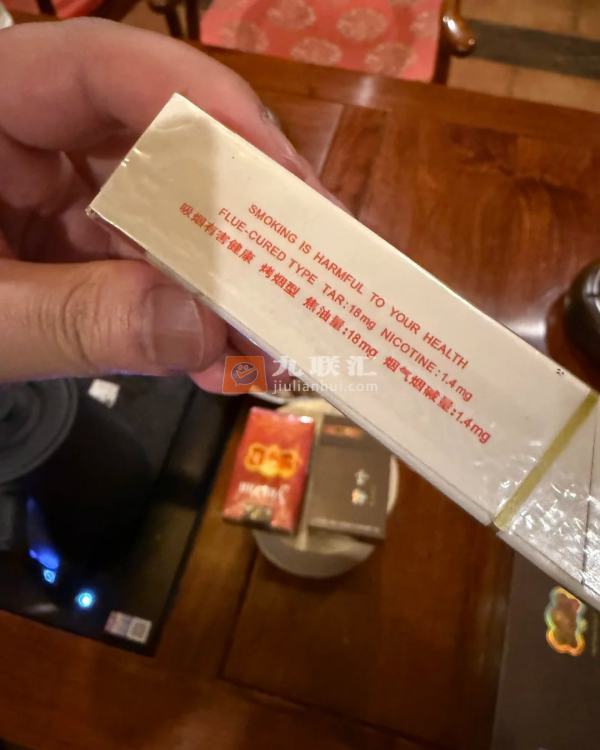 SMOKING IS HARMFUL TO YOUR HEALTH
FLUE-CURED TYPE TAR:18mg NICOTINE:1.4mg
吸烟有害健康 烤烟型 焦油量:18mg 烟气烟碱量:1.4mg
九联汇
jiulianhui.com